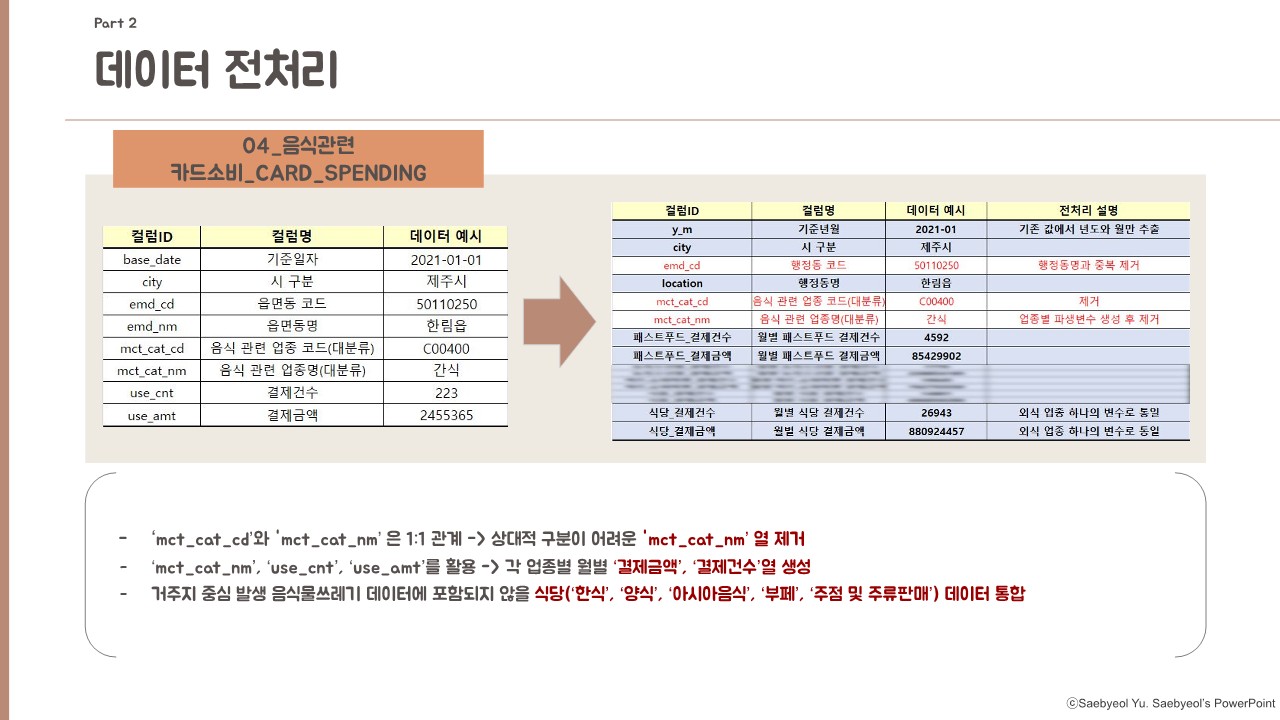 Part 2
데이터 전처리
04_음식관련
카드소비_CARD_SPENDING
컬럼ID 컬럼명 데이터 예시
base_date 기준일자 2021-01-01
city 시 구분 제주시
emd_cd 읍면동 코드 50110250
emd_nm 읍면동명 한림읍
mct_cat_cd 음식 관련 업종 코드(대분류) C00400
mct_cat_nm 음식 관련 업종명(대분류) 간식
use_cnt 결제건수 223
use_amt 결제금액 2455365
컬럼ID 컬럼명 데이터 예시 전처리 설명
y_m 기준년월 2021-01 기존 값에서 년도와 월만 추출
city 시 구분 제주시
emd_cd 행정동 코드 50110250 행정동명과 중복 제거
location 행정동명 한림읍
mct_cat_cd 음식 관련 업종 코드(대분류) C00400 제거
mct_cat_nm 음식 관련 업종명(대분류) 간식 업종별 파생변수 생성 후 제거
패스트푸드_결제건수 월별 패스트푸드 결제건수 4592
패스트푸드_결제금액 월별 패스트푸드 결제금액 85429902
식당_결제건수 월별 식당 결제건수 26943 외식 업종 하나의 변수로 통일
식당_결제금액 월별 식당 결제금액 880924457 외식 업종 하나의 변수로 통일
- 'mct_cat_cd'와 'mct_cat_nm' 은 1:1 관계 -> 상대적 구분이 어려운 'mct_cat_nm' 열 제거
- 'mct_cat_nm', 'use_cnt', 'use_amt'를 활용 -> 각 업종별 월별 '결제금액', '결제건수'열 생성
- 거주지 중심 발생 음식물쓰레기 데이터에 포함되지 않을 식당('한식', '양식', '아시아음식', '부페', '주점 및 주류판매') 데이터 통합
ⓒSaebyeol Yu. Saebyeol's PowerPoint